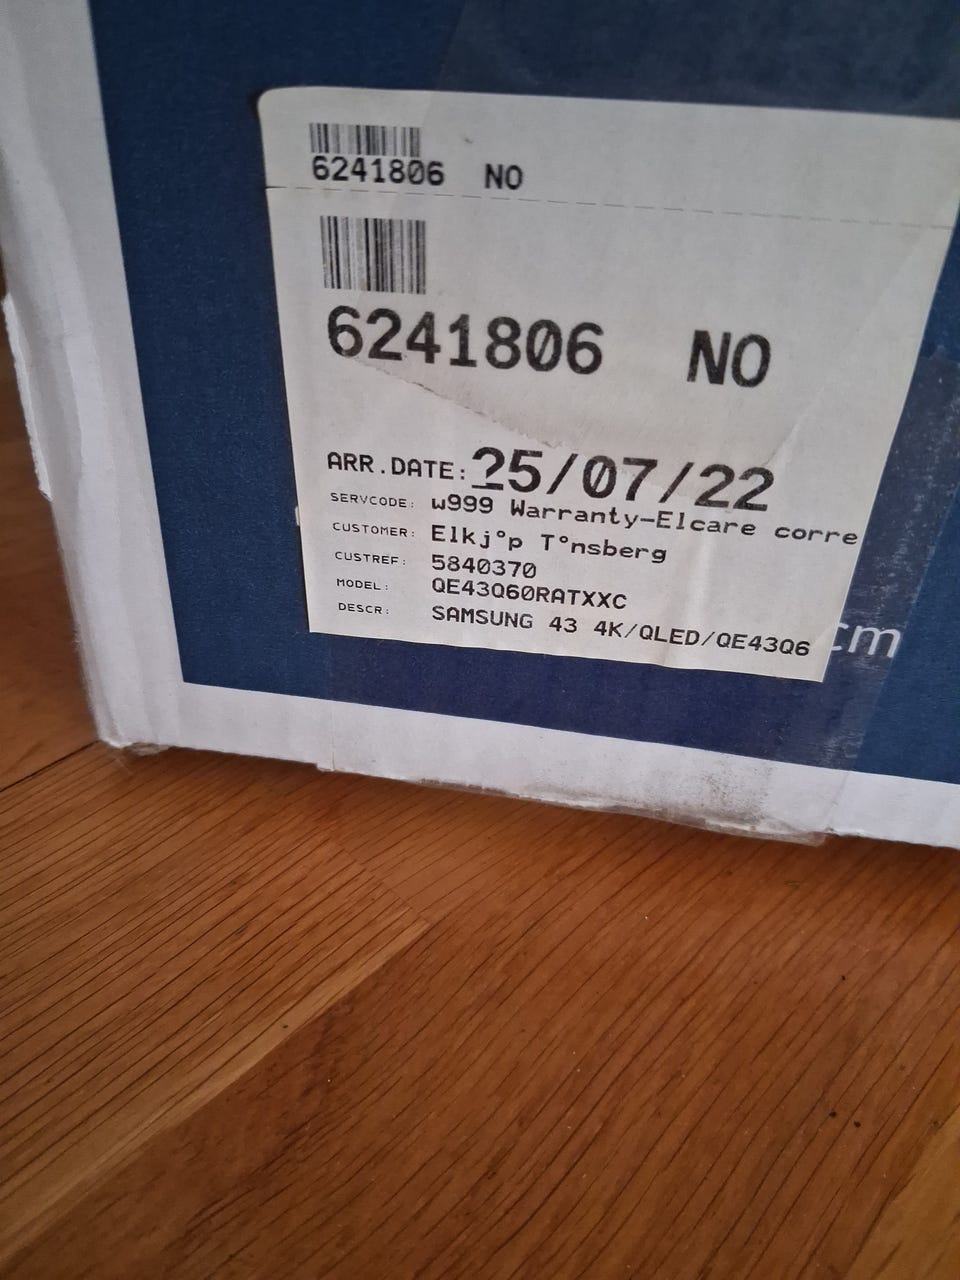 6241806 NO
6241806 NO
ARR.DATE: 25/07/22
SERVCODE: w999 Warranty-Elcare corre
CUSTOMER: Elkj°p T°nsberg
CUSTREF: 5840370
MODEL: QE43Q60RATXXC
DESCR: SAMSUNG 43 4K/QLED/QE43Q6
cm